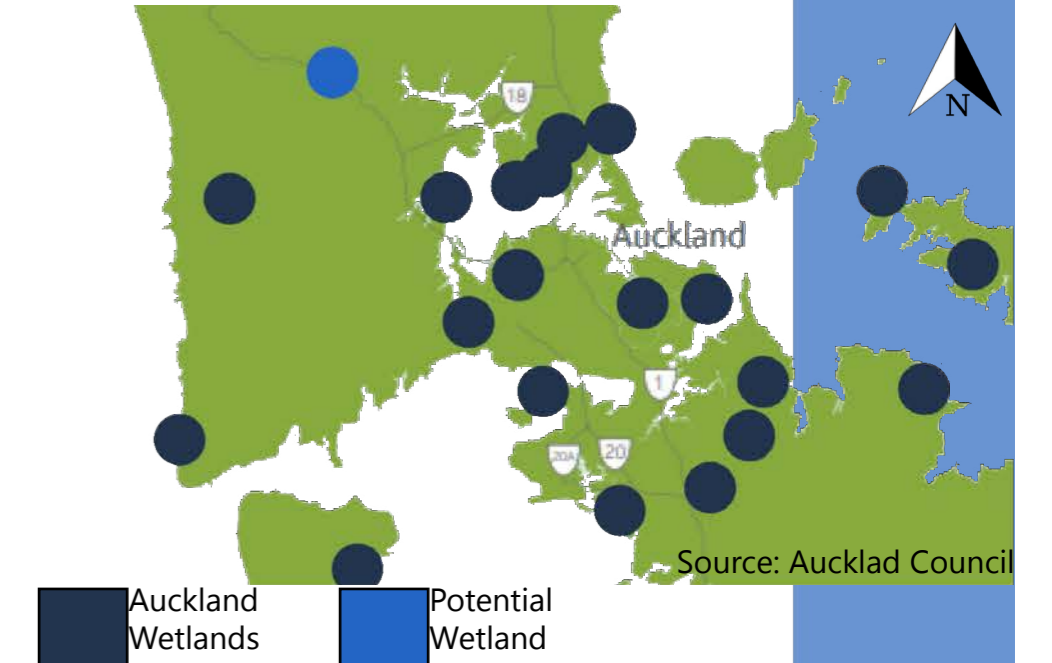 N
18
Auckland
1
20A
20
Source: Aucklad Council
Auckland
Wetlands
Potential
Wetland